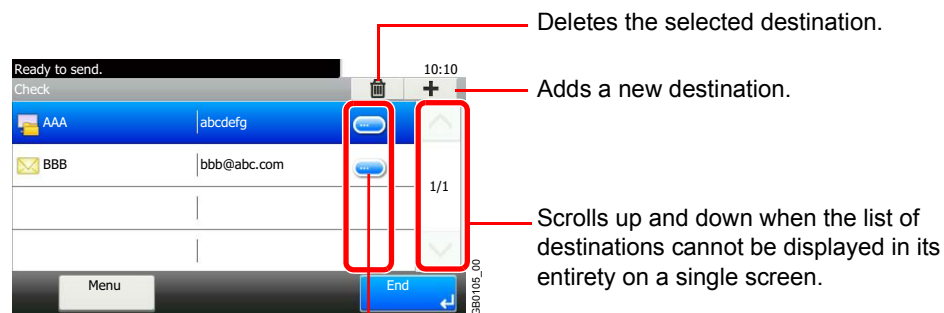 Deletes the selected destination.
Ready to send.
10:10
Check
Adds a new destination.
AAA
abcdefg
...
BBB
bbb@abc.com
...
1/1
Scrolls up and down when the list of
destinations cannot be displayed in its
entirety on a single screen.
Menu
End
GB0105_00